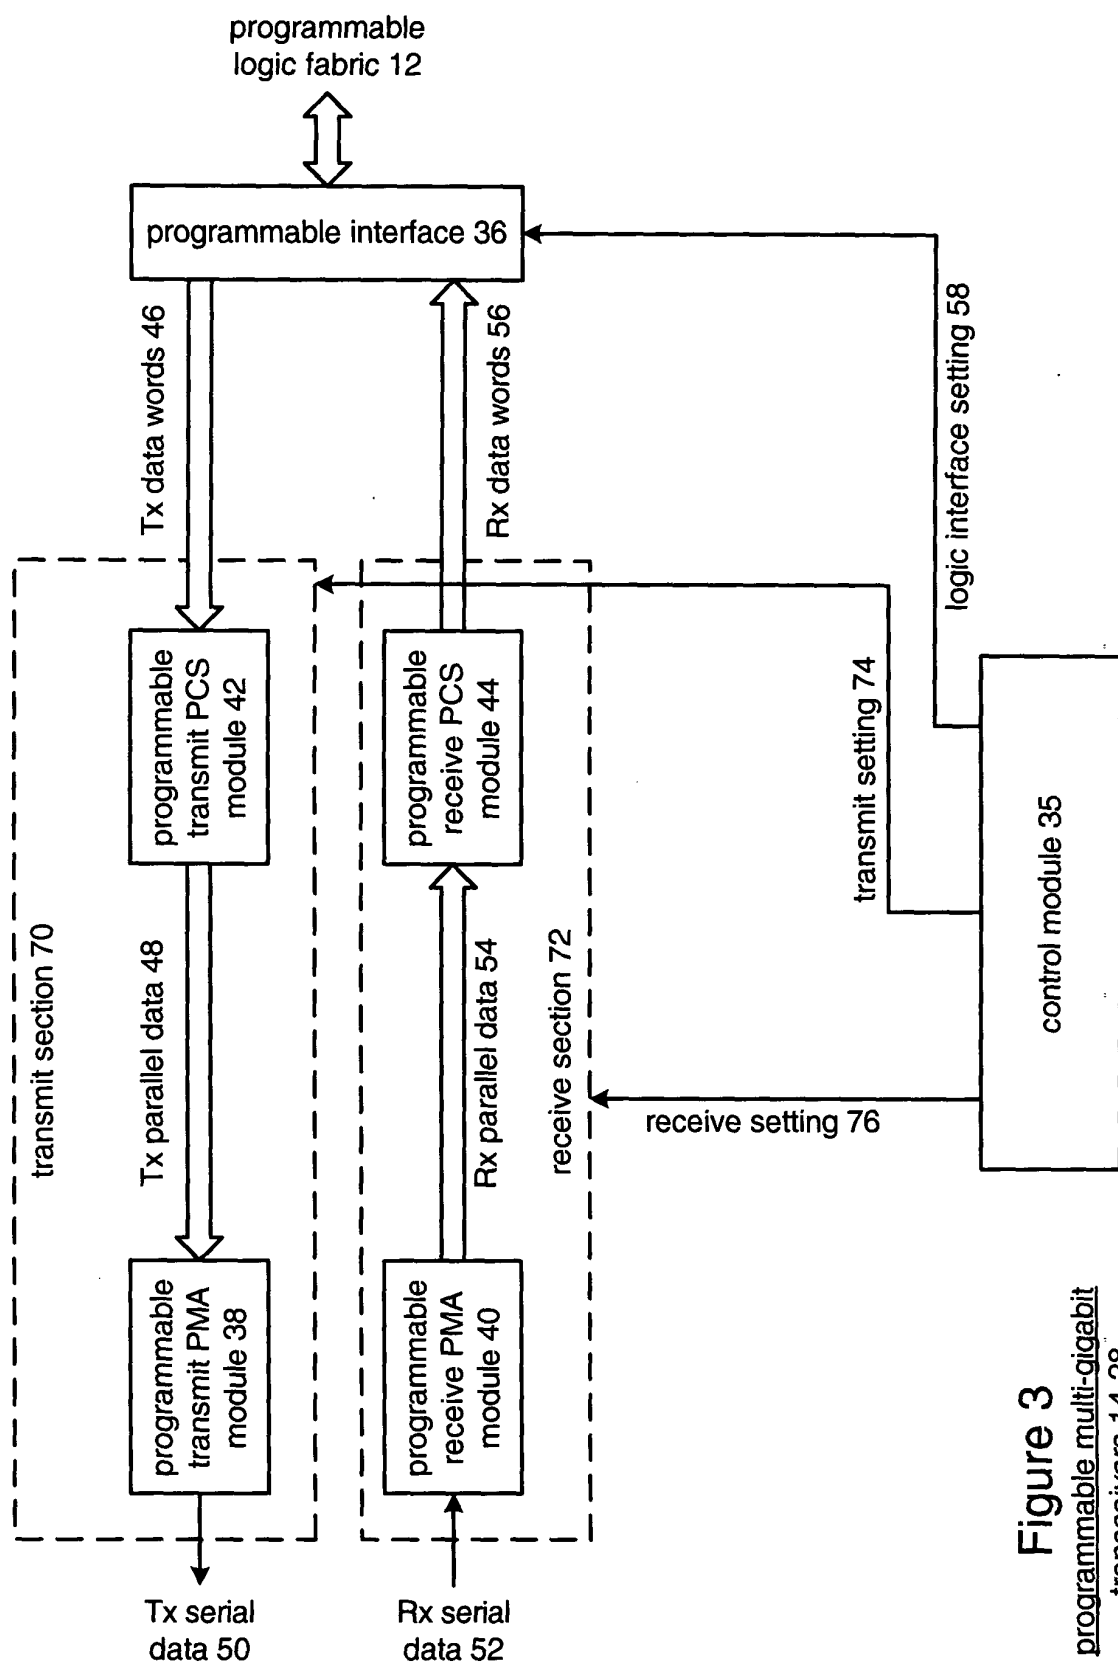 programmable
logic fabric 12
programmable interface 36
Tx data words 46
Rx data words 56
logic interface setting 58
transmit section 70
programmable
transmit PCS
module 42
programmable
receive PCS
module 44
transmit setting 74
Tx parallel data 48
Rx parallel data 54
receive section 72
receive setting 76
control module 35
programmable
transmit PMA
module 38
programmable
receive PMA
module 40
Tx serial
data 50
Rx serial
data 52
Figure 3
programmable multi-gigabit
transceivers 14-28